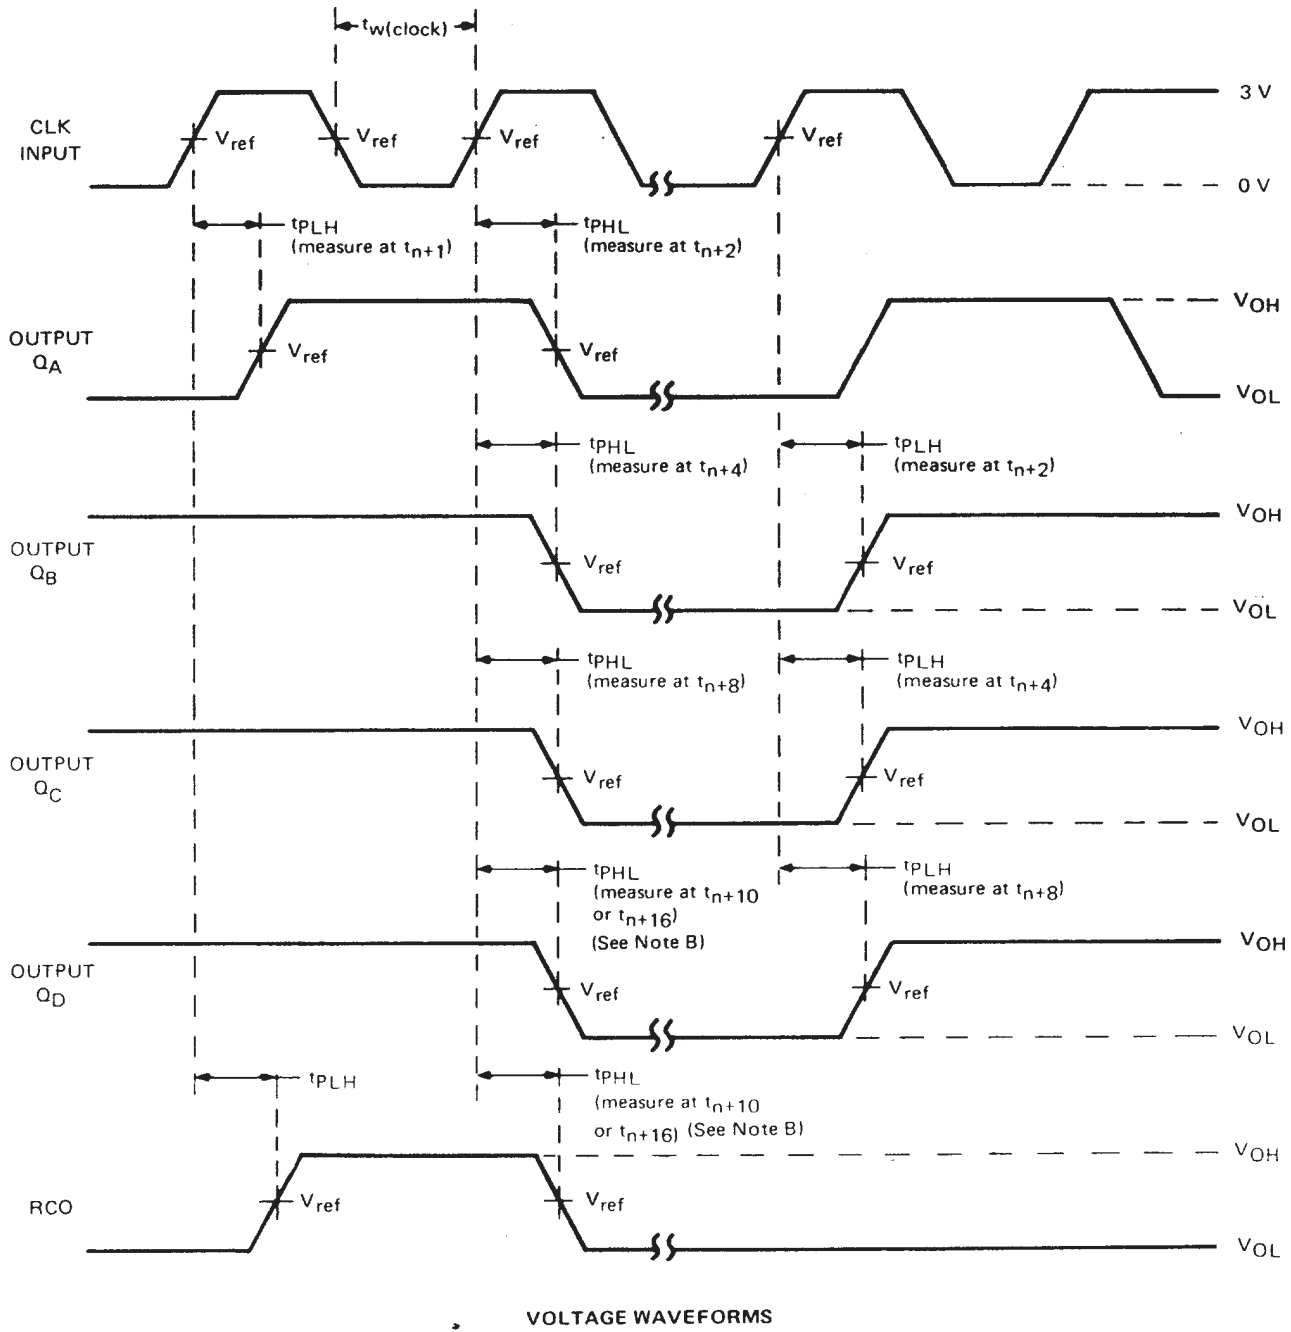 tw(clock)
CLK
INPUT
Vref
Vref
Vref
Vref
3 V
0 V
tPLH
(measure at tn+1)
tPHL
(measure at tn+2)
OUTPUT
QA
Vref
Vref
VOH
VOL
tPHL
(measure at tn+4)
tPLH
(measure at tn+2)
OUTPUT
QB
Vref
Vref
VOH
VOL
tPHL
(measure at tn+8)
tPLH
(measure at tn+4)
OUTPUT
QC
Vref
Vref
VOH
VOL
tPHL
(measure at tn+10
or tn+16)
(See Note B)
tPLH
(measure at tn+8)
OUTPUT
QD
Vref
Vref
VOH
VOL
tPLH
tPHL
(measure at tn+10
or tn+16) (See Note B)
RCO
Vref
Vref
VOH
VOL
VOLTAGE WAVEFORMS